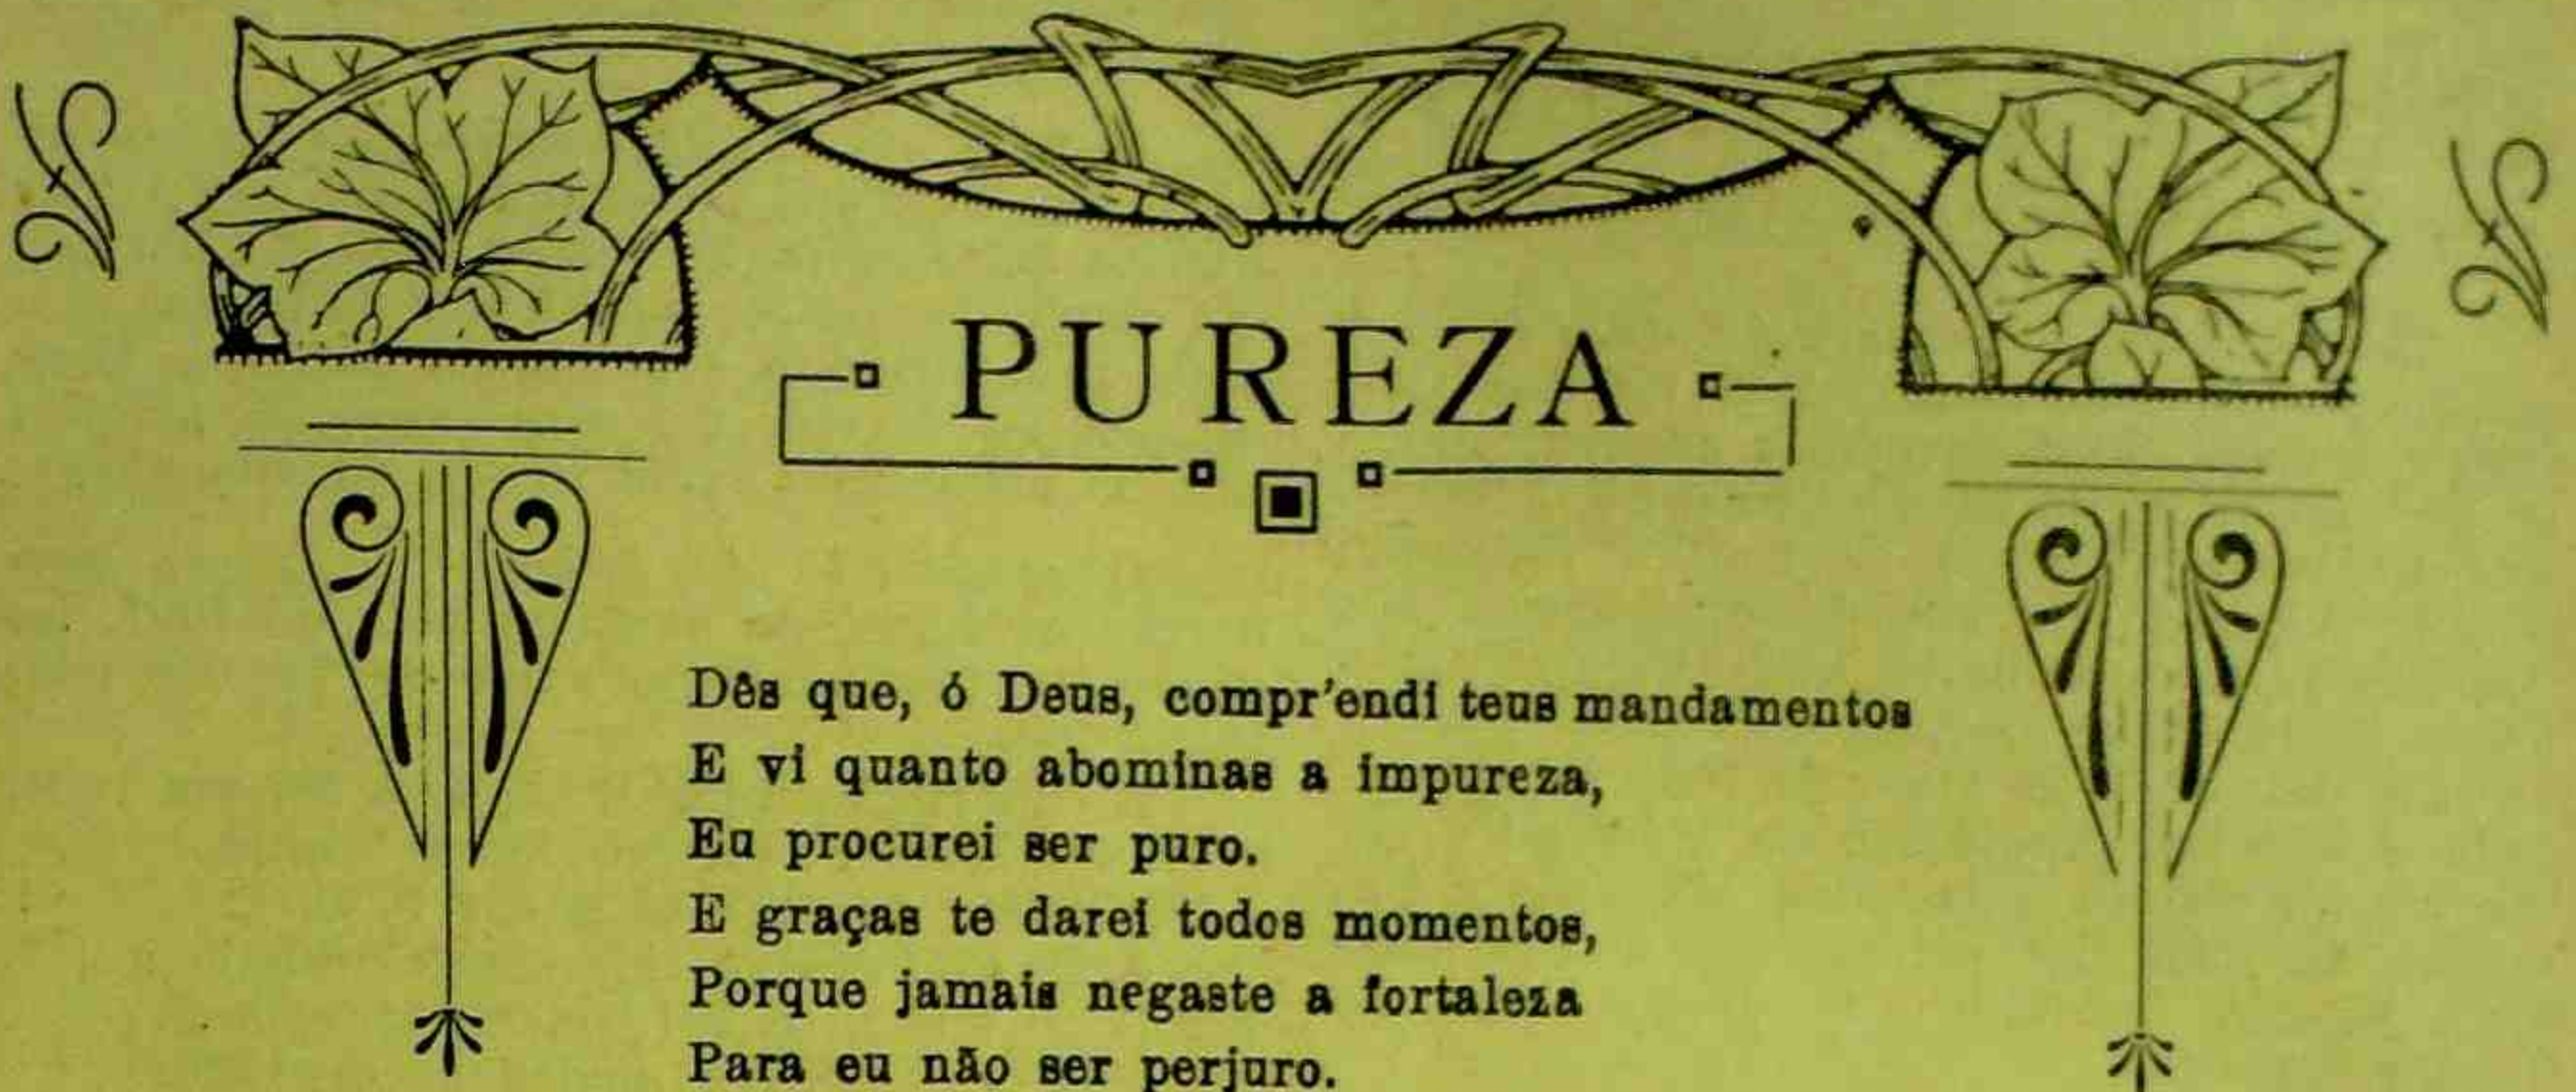 PUREZA
Dês que, ó Deus, compr'endi teus mandamentos
E vi quanto abominas a impureza,
Eu procurei ser puro.
E graças te darei todos momentos,
Porque jamais negaste a fortaleza
Para eu não ser perjuro.